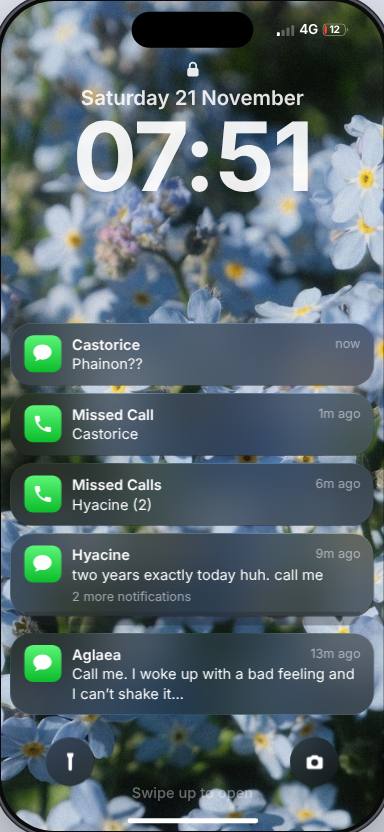 4G 12
Saturday 21 November
07:51
Castorice now
Phainon??
Missed Call 1m ago
Castorice
Missed Calls 6m ago
Hyacine (2)
Hyacine 9m ago
two years exactly today huh. call me
2 more notifications
Aglaea 13m ago
Call me. I woke up with a bad feeling and
I can’t shake it...
Swipe up to open